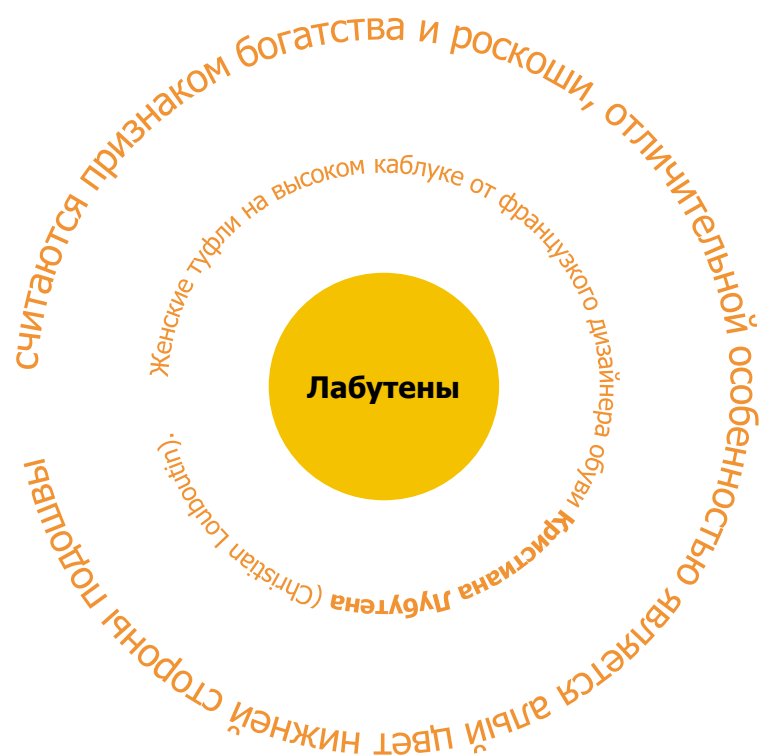 Лабутены
Женские туфли на высоком каблуке от французкого дизайнера обуви Кристиана Лубутена (Christian Louboutin).
считаются признаком богатства и роскоши, отличительной особенностью является алый цвет нижней стороны подошвы